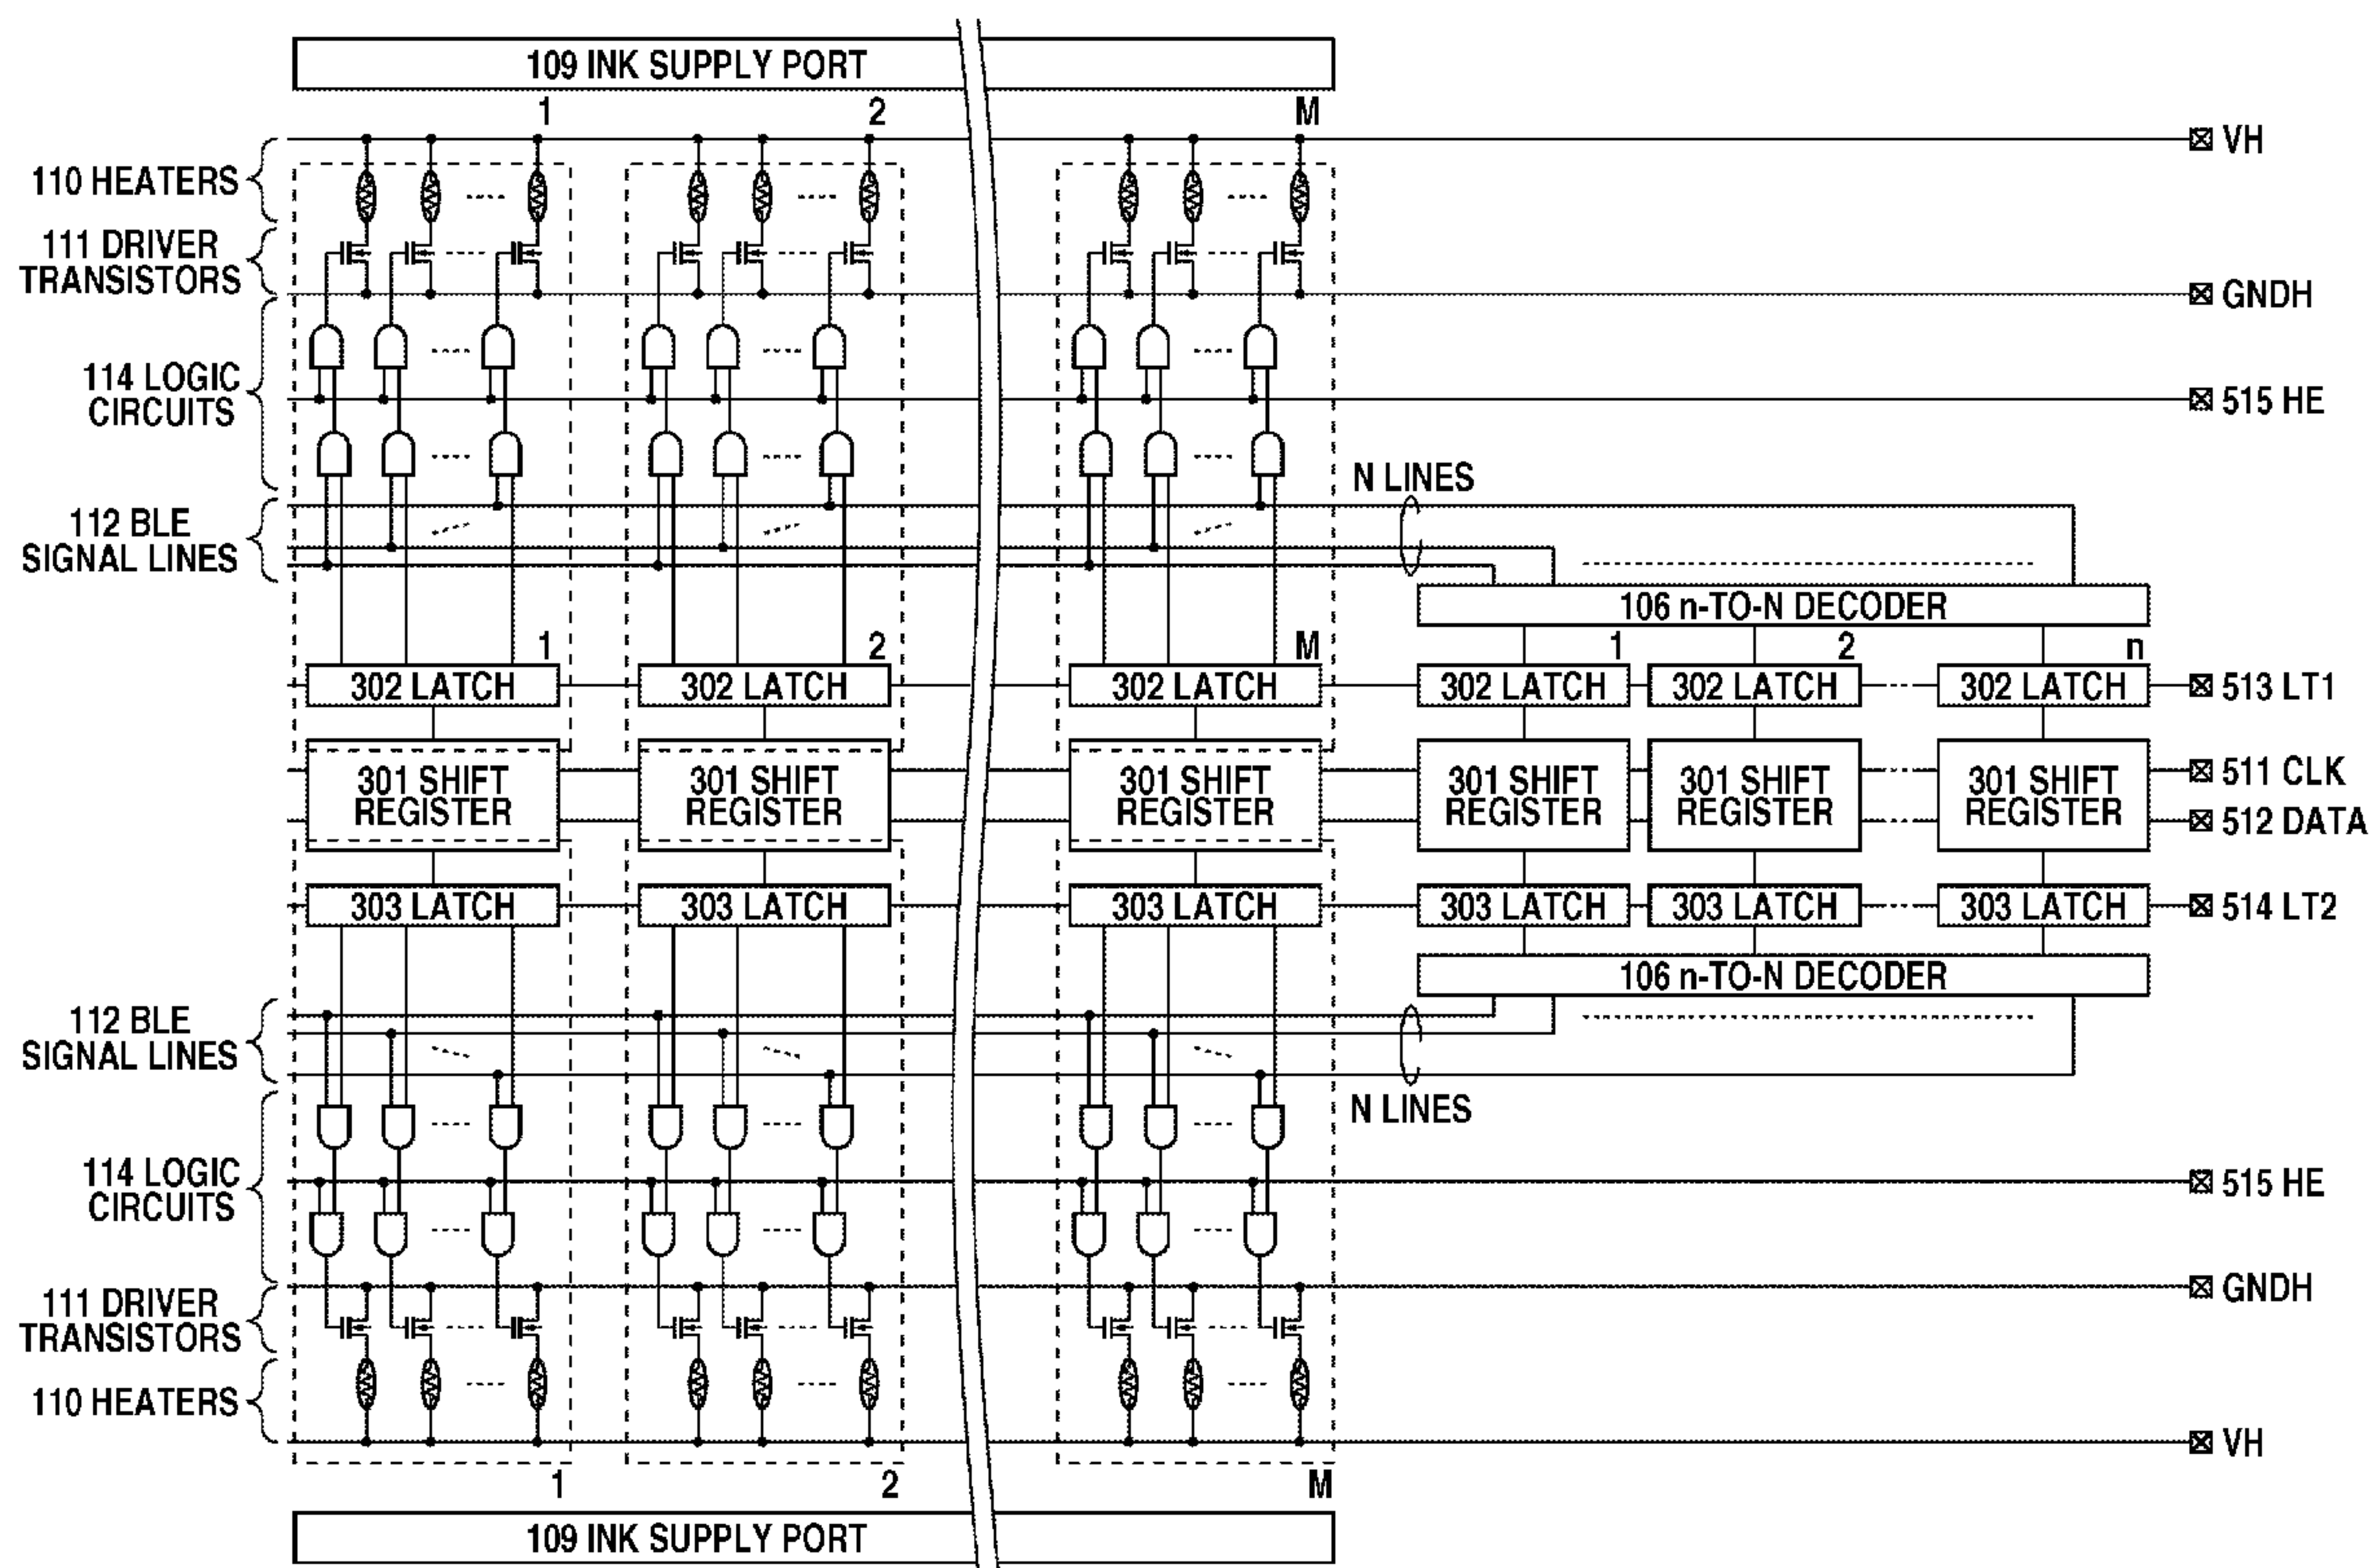 109 INK SUPPLY PORT
1 2 M
VH
110 HEATERS
111 DRIVER
TRANSISTORS
GNDH
114 LOGIC
CIRCUITS
515 HE
N LINES
112 BLE
SIGNAL LINES
106 n-TO-N DECODER
1 2 M 1 2 n
302 LATCH 302 LATCH 302 LATCH 302 LATCH 302 LATCH 302 LATCH 513 LT1
301 SHIFT
REGISTER
301 SHIFT
REGISTER
301 SHIFT
REGISTER
301 SHIFT
REGISTER
301 SHIFT
REGISTER
301 SHIFT
REGISTER
511 CLK
512 DATA
303 LATCH 303 LATCH 303 LATCH 303 LATCH 303 LATCH 303 LATCH 514 LT2
106 n-TO-N DECODER
112 BLE
SIGNAL LINES
N LINES
114 LOGIC
CIRCUITS
515 HE
GNDH
111 DRIVER
TRANSISTORS
110 HEATERS
VH
1 2 M
109 INK SUPPLY PORT